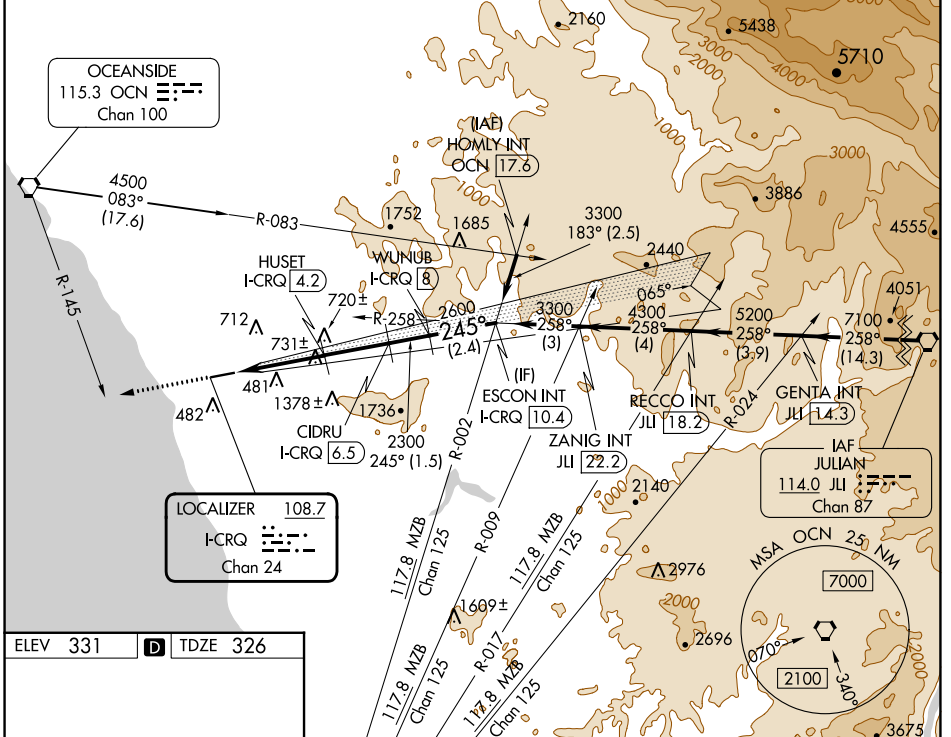 2160
5438
5710
3000
2000
4000
1000
3000
OCEANSIDE
115.3 OCN
Chan 100
(IAF)
HOMLY INT
OCN 17.6
1000
4500
083°
(17.6)
R-083
1752
1685
3300
183° (2.5)
3886
4555
R-145
HUSET
I-CRQ 4.2
WUNUB
I-CRQ 8
2440
065°
4051
712
720±
R-258
2600
245°
(2.4)
3300
258°
(3)
4300
258°
(4)
5200
258°
(3.9)
7100
258°
(14.3)
731±
481
482
1378±
1736
CIDRU
I-CRQ 6.5
2300
245° (1.5)
(IF)
ESCON INT
I-CRQ 10.4
RECCO INT
JLI 18.2
GENTA INT
JLI 14.3
ZANIG INT
JLI 22.2
R-002
R-009
R-017
R-024
IAF
JULIAN
114.0 JLI
Chan 87
LOCALIZER 108.7
I-CRQ
Chan 24
1000
2140
2976
2000
2696
1609±
117.8 MZB
Chan 125
117.8 MZB
Chan 125
117.8 MZB
Chan 125
117.8 MZB
Chan 125
MSA OCN 25 NM
7000
070°
2100
340°
2000
3675
ELEV 331 D TDZE 326